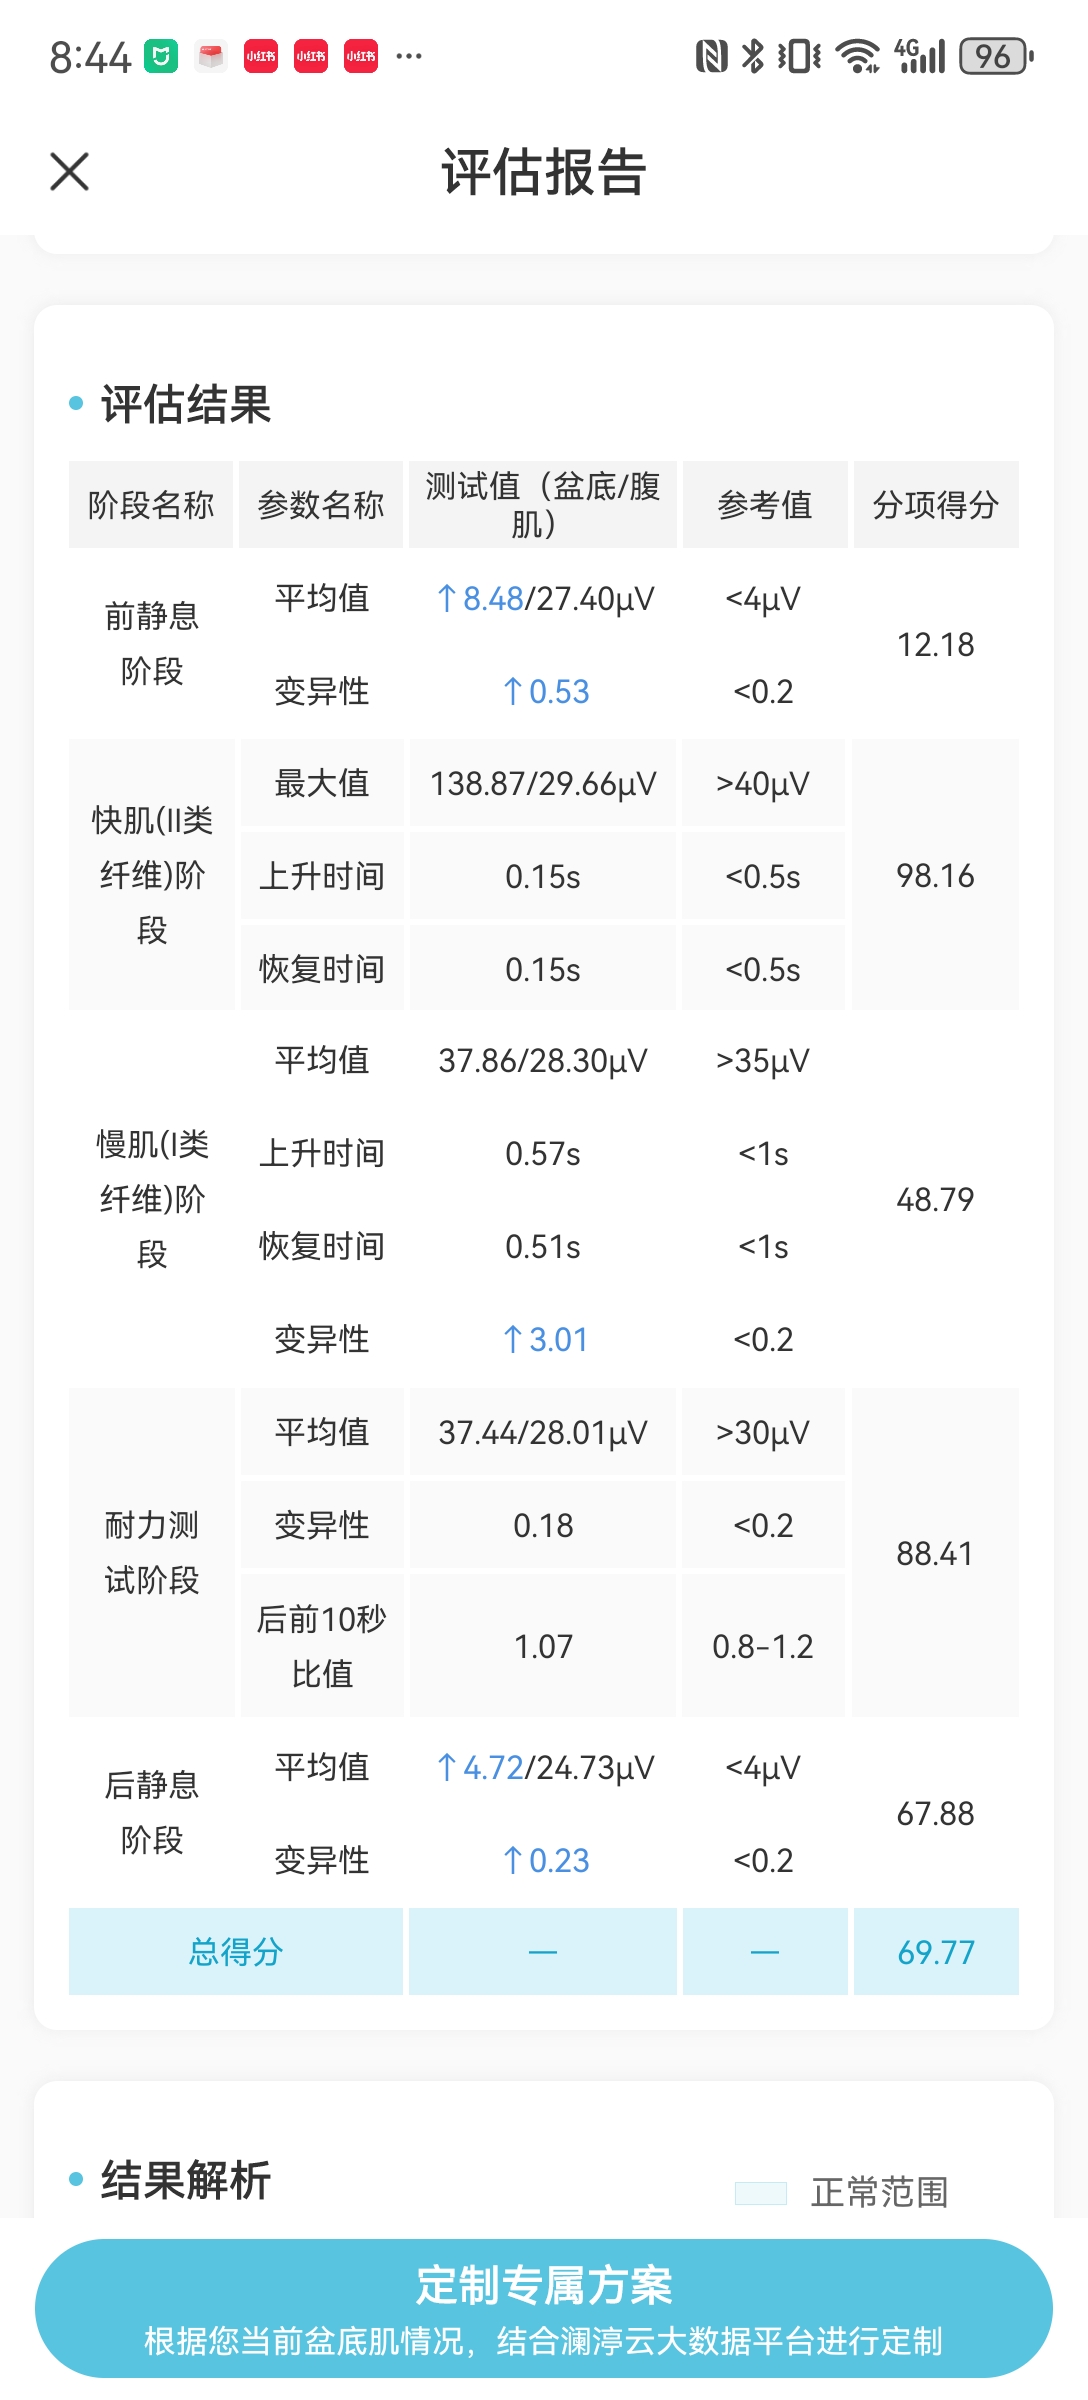 8:44
小红书
小红书
小红书
4G
96
评估报告
评估结果
阶段名称 参数名称 测试值（盆底/腹肌） 参考值 分项得分
前静息阶段 平均值 ↑8.48/27.40μV <4μV 12.18
变异性 ↑0.53 <0.2
快肌(II类纤维)阶段 最大值 138.87/29.66μV >40μV 98.16
上升时间 0.15s <0.5s
恢复时间 0.15s <0.5s
慢肌(I类纤维)阶段 平均值 37.86/28.30μV >35μV 48.79
上升时间 0.57s <1s
恢复时间 0.51s <1s
变异性 ↑3.01 <0.2
耐力测试阶段 平均值 37.44/28.01μV >30μV 88.41
变异性 0.18 <0.2
后前10秒比值 1.07 0.8-1.2
后静息阶段 平均值 ↑4.72/24.73μV <4μV 67.88
变异性 ↑0.23 <0.2
总得分 — — 69.77
结果解析
正常范围
定制专属方案
根据您当前盆底肌情况，结合澜渟云大数据平台进行定制